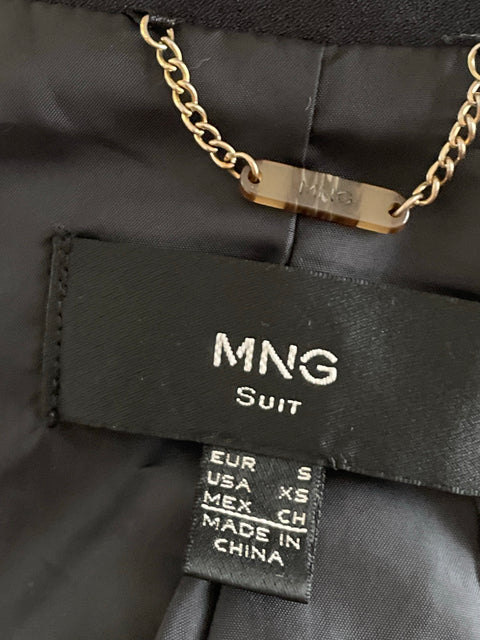 MNG
MNG
SUIT
EUR S
USA XS
MEX CH
MADE IN
CHINA